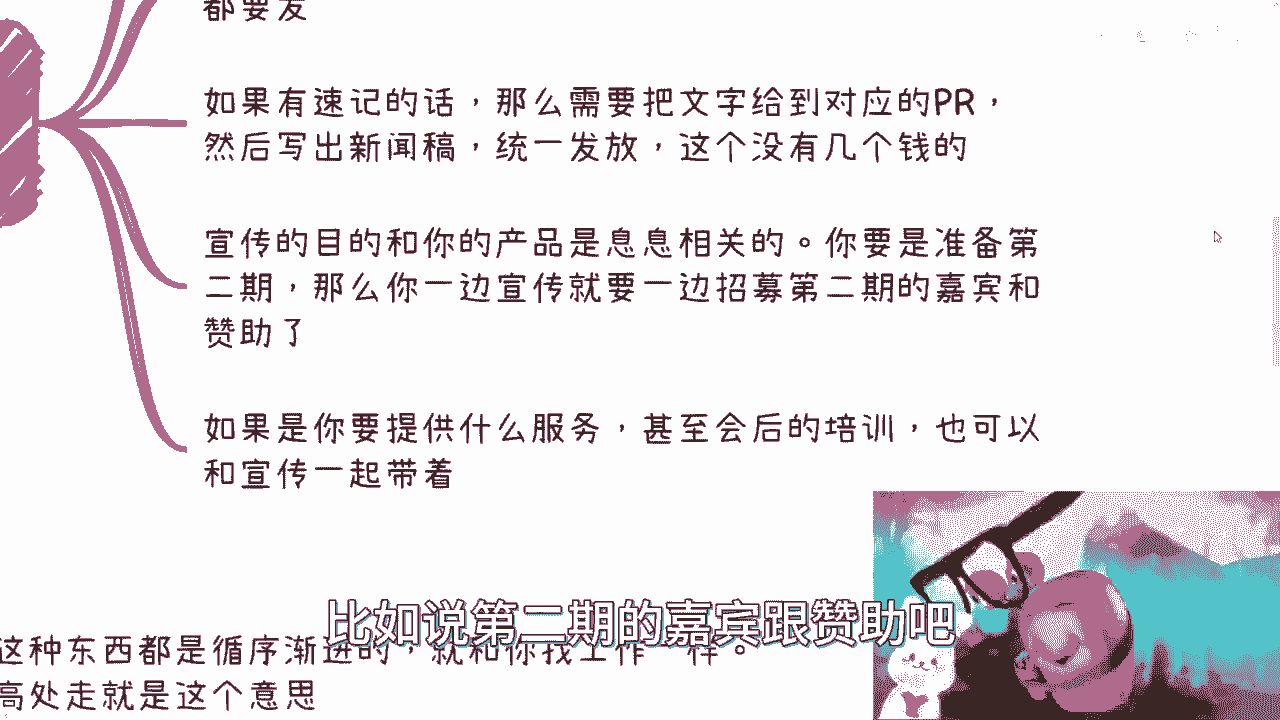 都要发
如果有速记的话，那么需要把文字给到对应的PR，
然后写出新闻稿，统一发放，这个没有几个钱的
宣传的目的和你的产品是息息相关的。你要是准备第
二期，那么你一边宣传就要一边招募第二期的嘉宾和
赞助了
如果是你要提供什么服务，甚至会后的培训，也可以
和宣传一起带着
比如说第二期的嘉宾跟赞助吧
这种东西都是循序渐进的，就和你找工作一样。
高处走就是这个意思